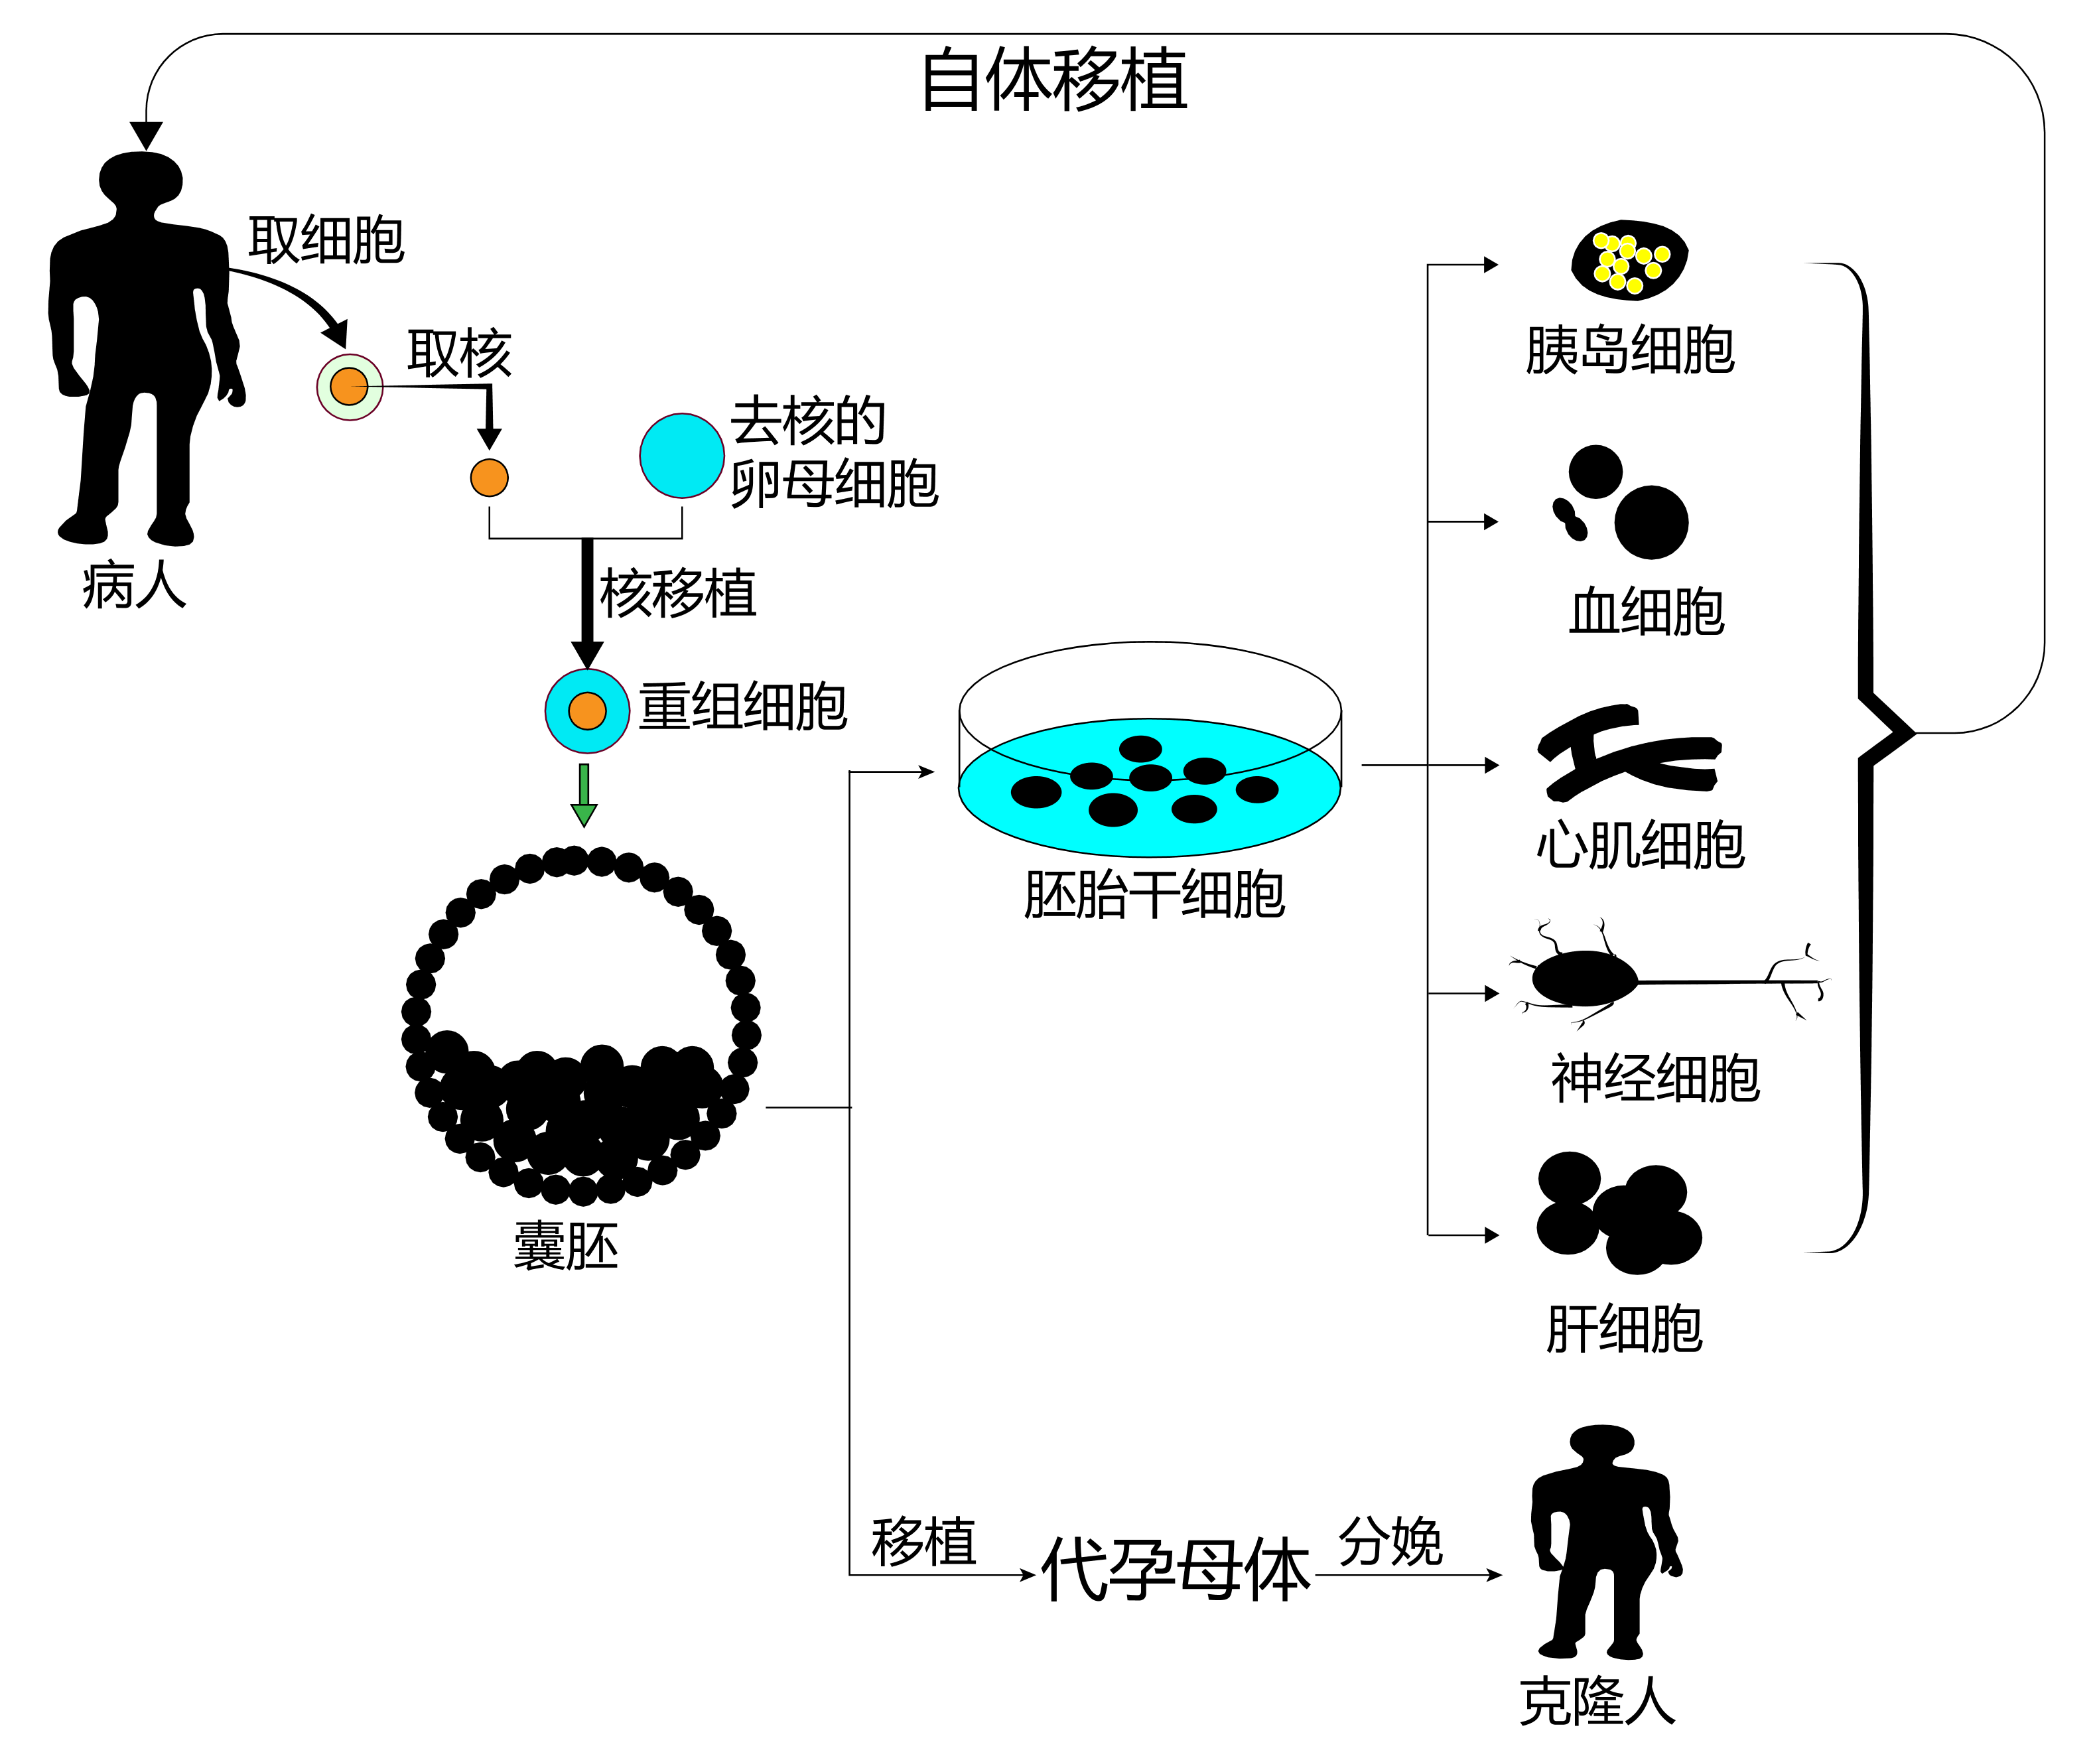 自体移植
取细胞
取核
去核的
卵母细胞
病人
核移植
重组细胞
囊胚
胚胎干细胞
胰岛细胞
血细胞
心肌细胞
神经细胞
肝细胞
移植
代孕母体
分娩
克隆人